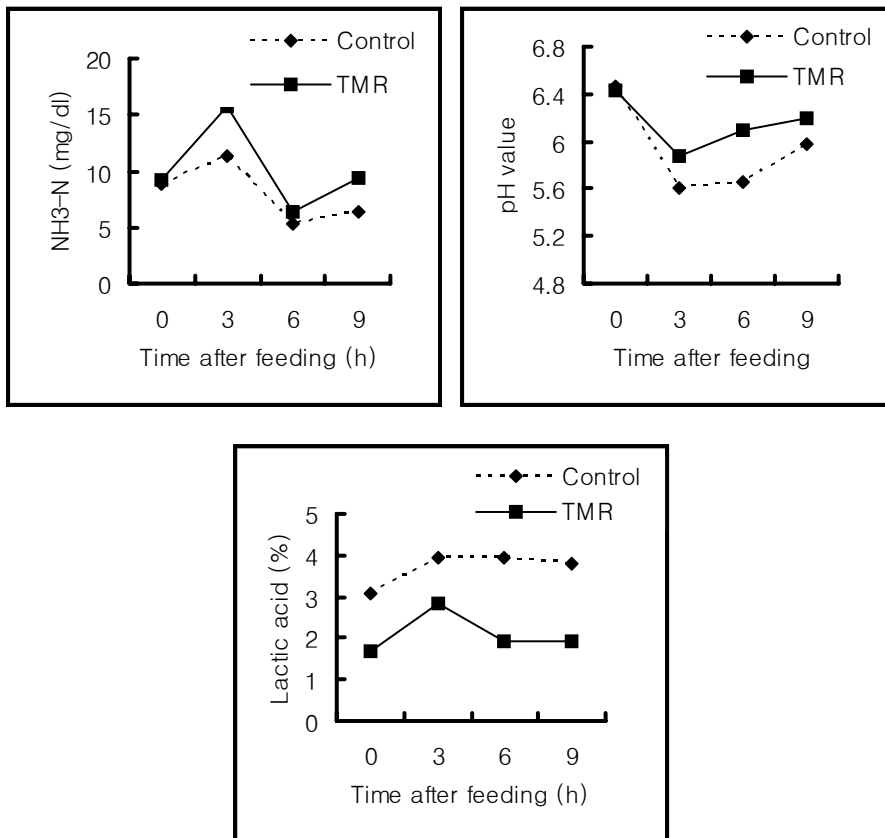 Control
TMR
20
15
10
5
0
NH3-N (mg/dl)
0 3 6 9
Time after feeding (h)
Control
TMR
6.8
6.4
6
5.6
5.2
4.8
pH value
0 3 6 9
Time after feeding
Control
TMR
5
4
3
2
1
0
Lactic acid (%)
0 3 6 9
Time after feeding (h)